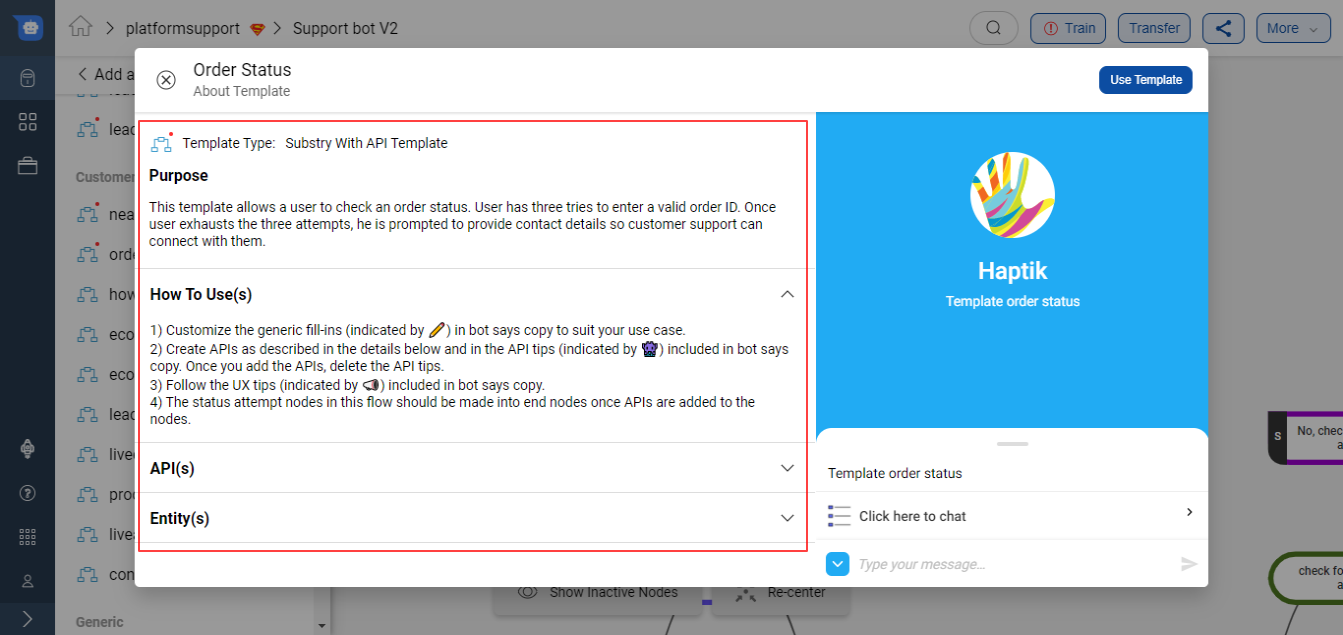 platformsupport
Support bot V2
Train
Transfer
More
Add a
Order Status
About Template
Use Template
lead
Customer
nea
orde
how
eco
eco
lead
live
pro
live
con
Generic
Template Type: Substry With API Template
Purpose
This template allows a user to check an order status. User has three tries to enter a valid order ID. Once
user exhausts the three attempts, he is prompted to provide contact details so customer support can
connect with them.
How To Use(s)
1) Customize the generic fill-ins (indicated by ✏️) in bot says copy to suit your use case.
2) Create APIs as described in the details below and in the API tips (indicated by 👾) included in bot says
copy. Once you add the APIs, delete the API tips.
3) Follow the UX tips (indicated by 📢) included in bot says copy.
4) The status attempt nodes in this flow should be made into end nodes once APIs are added to the
nodes.
API(s)
Entity(s)
Haptik
Template order status
Template order status
Click here to chat
Type your message...
Show Inactive Nodes
Re-center
S
No, chec
a
check fo
a